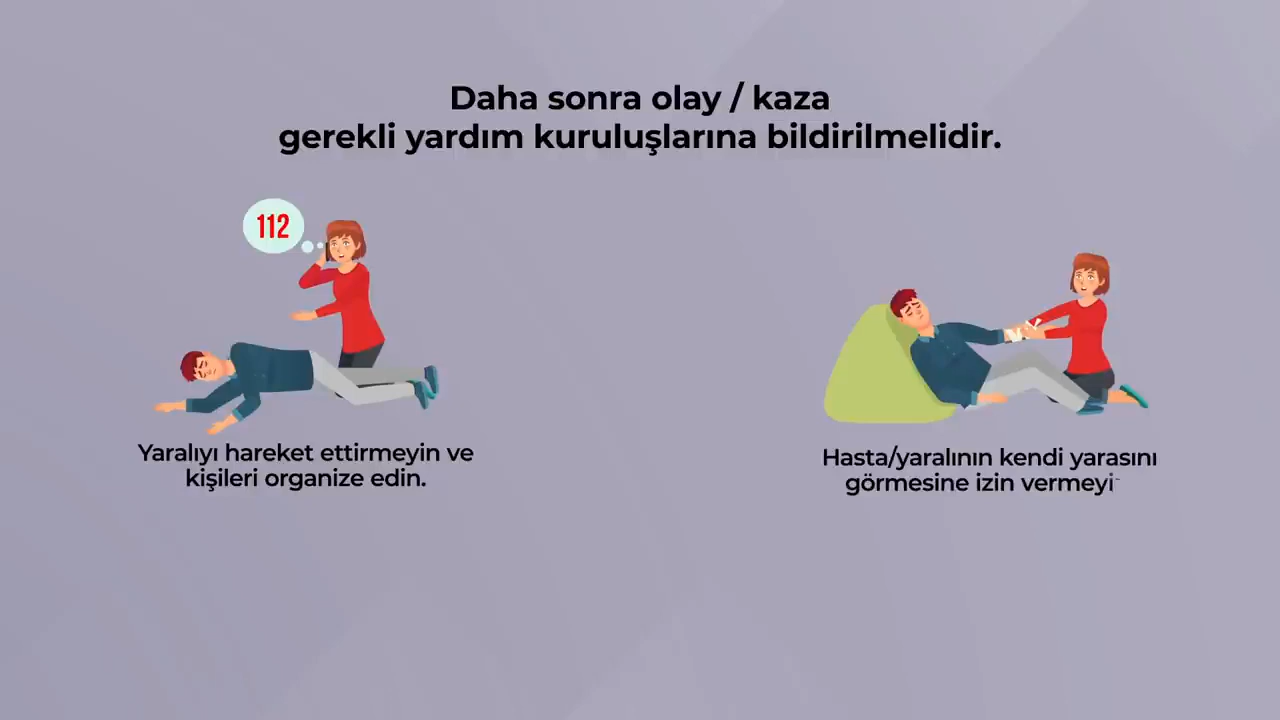 Daha sonra olay / kaza
gerekli yardım kuruluşlarına bildirilmelidir.
112
Yaralıyı hareket ettirmeyin ve
kişileri organize edin.
Hasta/yaralının kendi yarasını
görmesine izin vermeyi